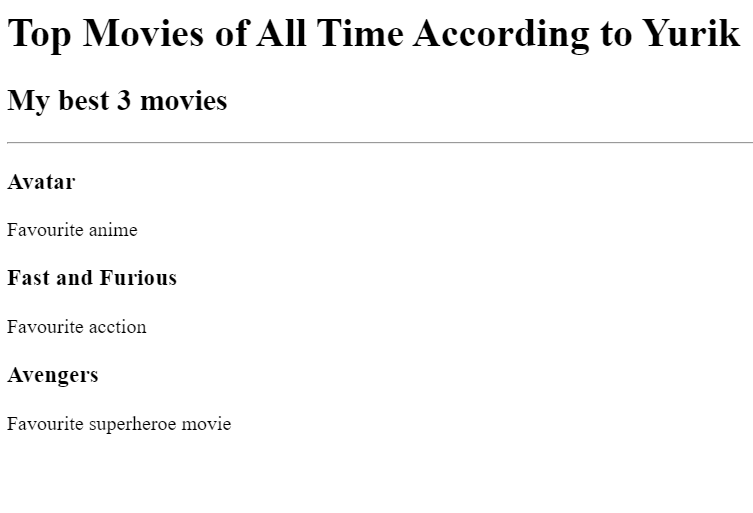 Top Movies of All Time According to Yurik
My best 3 movies
Avatar
Favourite anime
Fast and Furious
Favourite acction
Avengers
Favourite superheroe movie